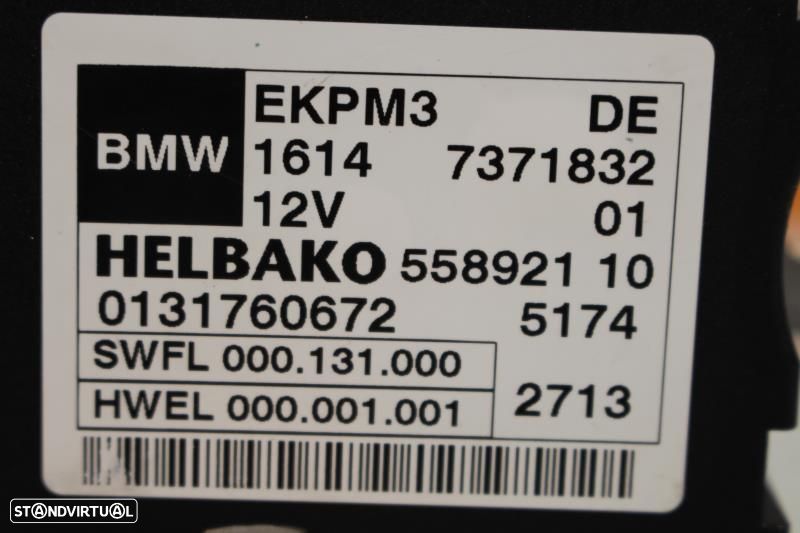 BMW
EKPM3 DE
1614 7371832
12V 01
HELBAKO 558921 10
0131760672 5174
SWFL 000.131.000
HWEL 000.001.001 2713
STANDVIRTUAL